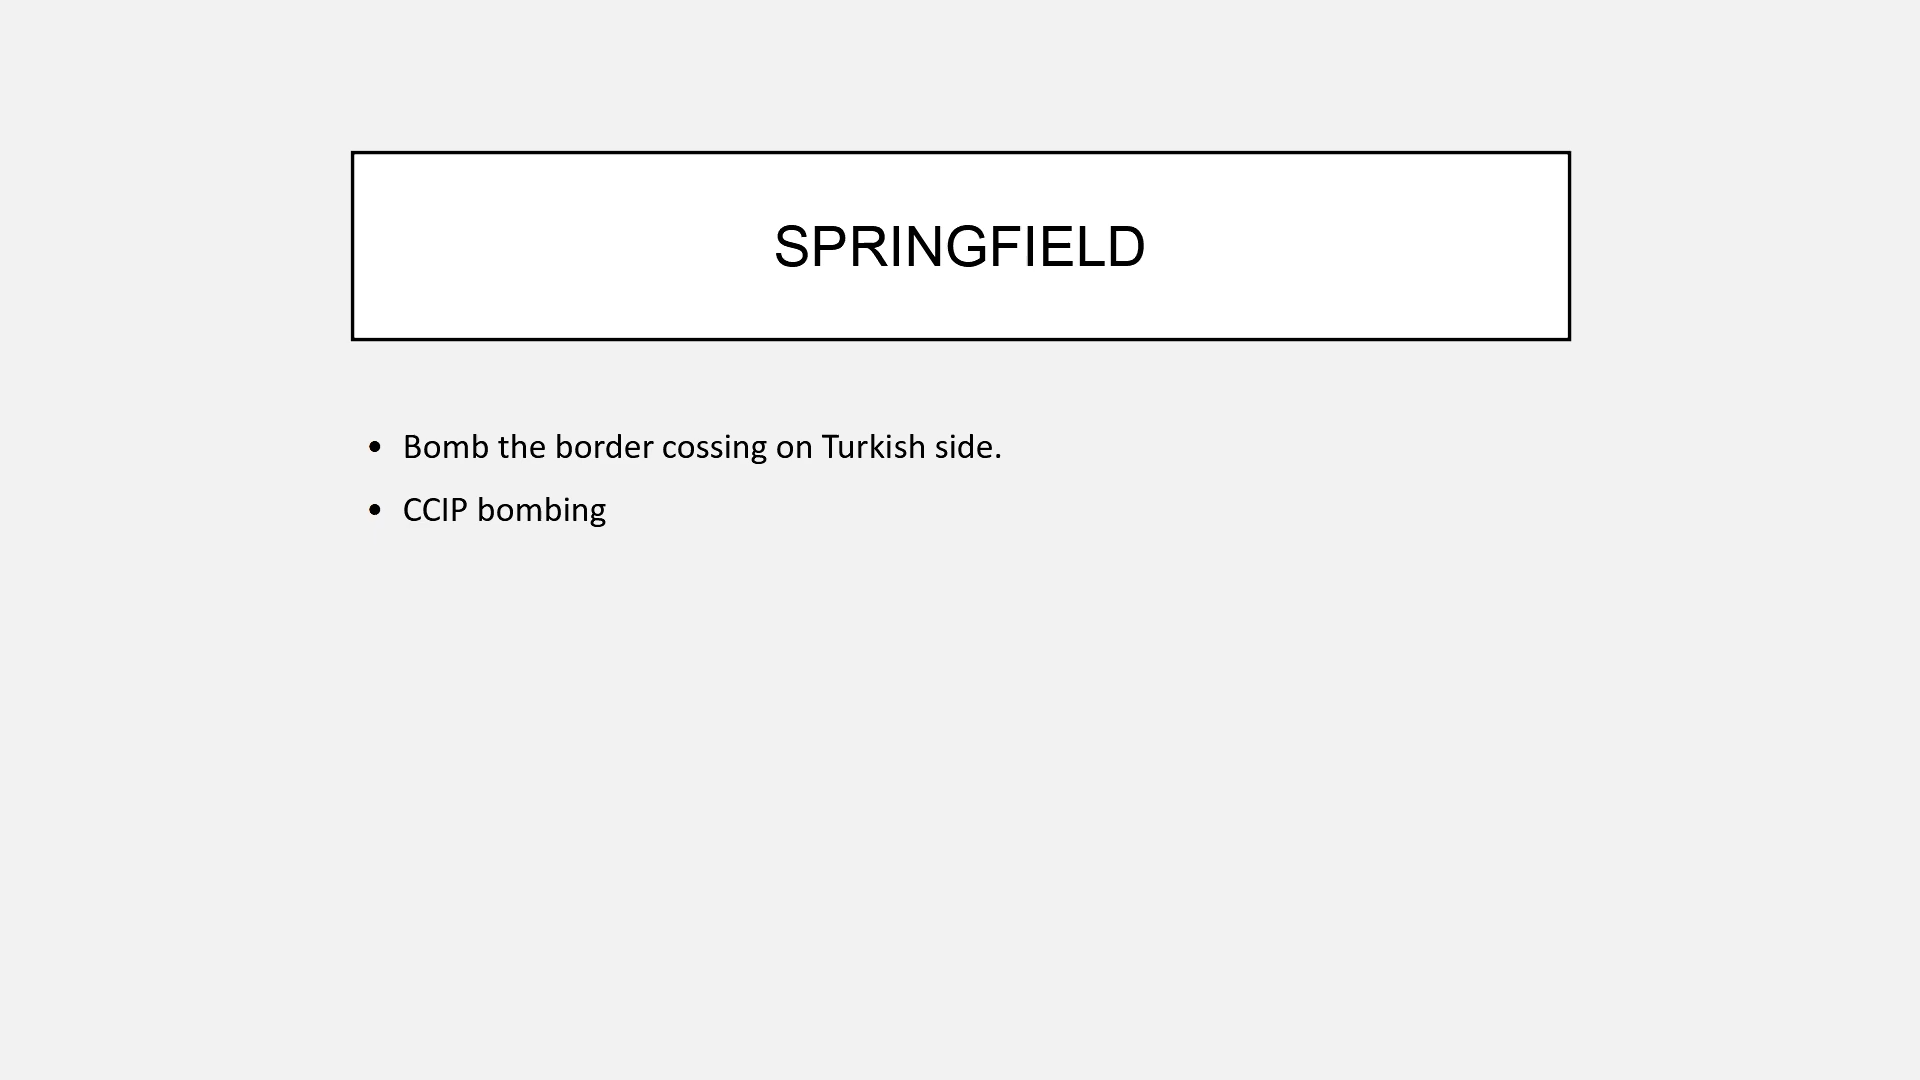 SPRINGFIELD
• Bomb the border cossing on Turkish side.
• CCIP bombing